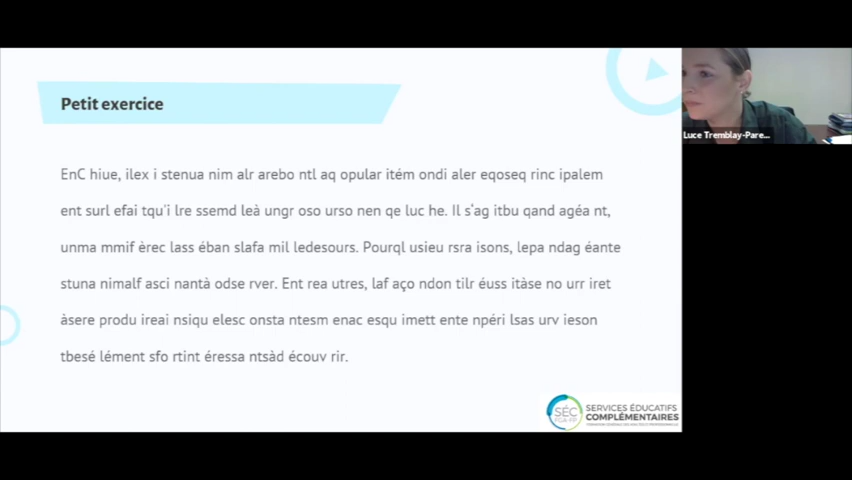 Petit exercice
EnC hiue, ilex i stenua nim alr arebo ntl aq opular itém ondi aler eqoseq rinc ipalem
ent surl efai tqu'i lre ssemd leà ungr oso urso nen qe luc he. Il s'ag itbu qand agéa nt,
unma mmif èrec lass éban slafa mil ledesours. Pourql usieu rsra isons, lepa ndag éante
stuna nimalf asci nantà odse rver. Ent rea utres, laf aço ndon tilr éuss itàse no urr iret
àsere produ ireai nsiqu elesc onsta ntesm enac esqu imett ente npéri lsas urv ieson
tbesé lément sfo rtint éressa ntsàd écouv rir.
Luce Tremblay-Pare...
SÉC
SERVICES ÉDUCATIFS
COMPLÉMENTAIRES